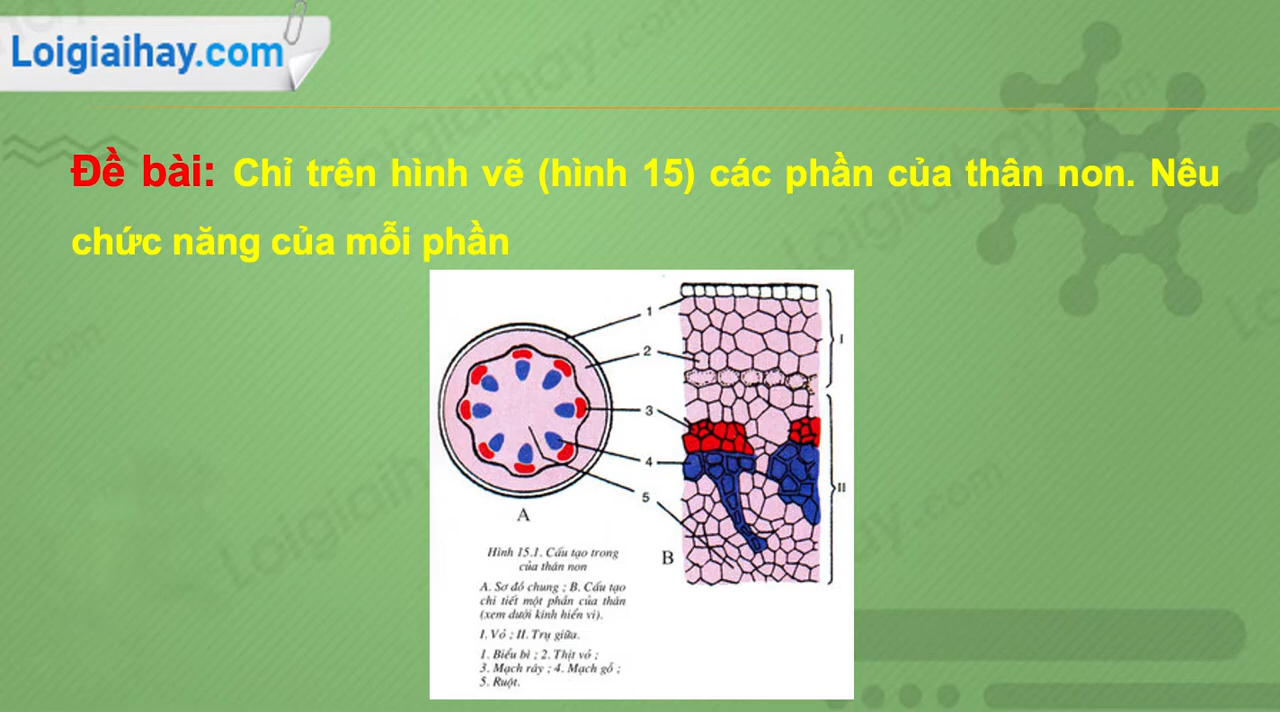 Loigiaihay.com
Đề bài: Chỉ trên hình vẽ (hình 15) các phần của thân non. Nêu
chức năng của mỗi phần
1
2
3
4
5
I
II
A
B
Hình 15.1. Cấu tạo trong
của thân non
A. Sơ đồ chung ; B. Cấu tạo
chi tiết một phần của thân
(xem dưới kính hiển vi).
I. Vỏ ; II. Trụ giữa.
1. Biểu bì ; 2. Thịt vỏ ;
3. Mạch rây ; 4. Mạch gỗ ;
5. Ruột.